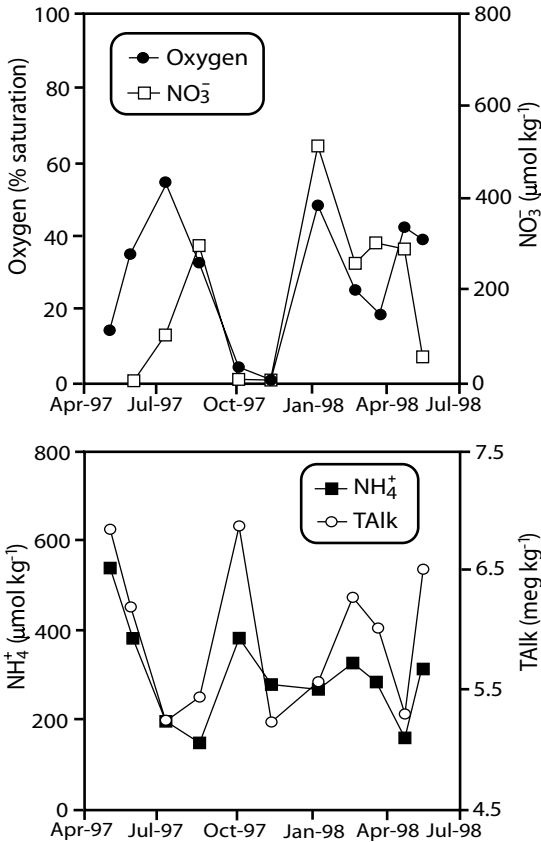 100
80
60
40
20
0
Oxygen (% saturation)
Oxygen
NO₃⁻
800
600
400
200
0
NO₃⁻ (μmol kg⁻¹)
Apr-97 Jul-97 Oct-97 Jan-98 Apr-98 Jul-98
800
600
400
200
0
NH₄⁺ (μmol kg⁻¹)
NH₄⁺
TAlk
7.5
6.5
5.5
4.5
TAlk (meg kg⁻¹)
Apr-97 Jul-97 Oct-97 Jan-98 Apr-98 Jul-98